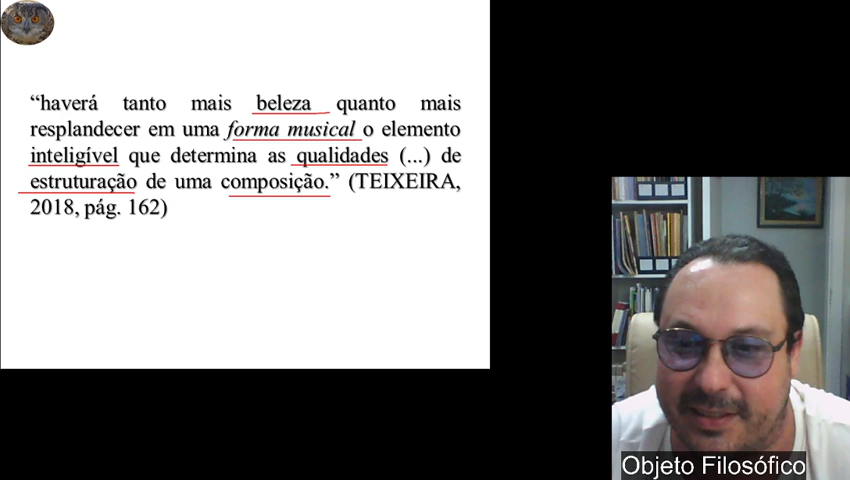 “haverá tanto mais beleza quanto mais
resplandecer em uma forma musical o elemento
inteligível que determina as qualidades (...) de
estruturação de uma composição.” (TEIXEIRA,
2018, pág. 162)
Objeto Filosófico